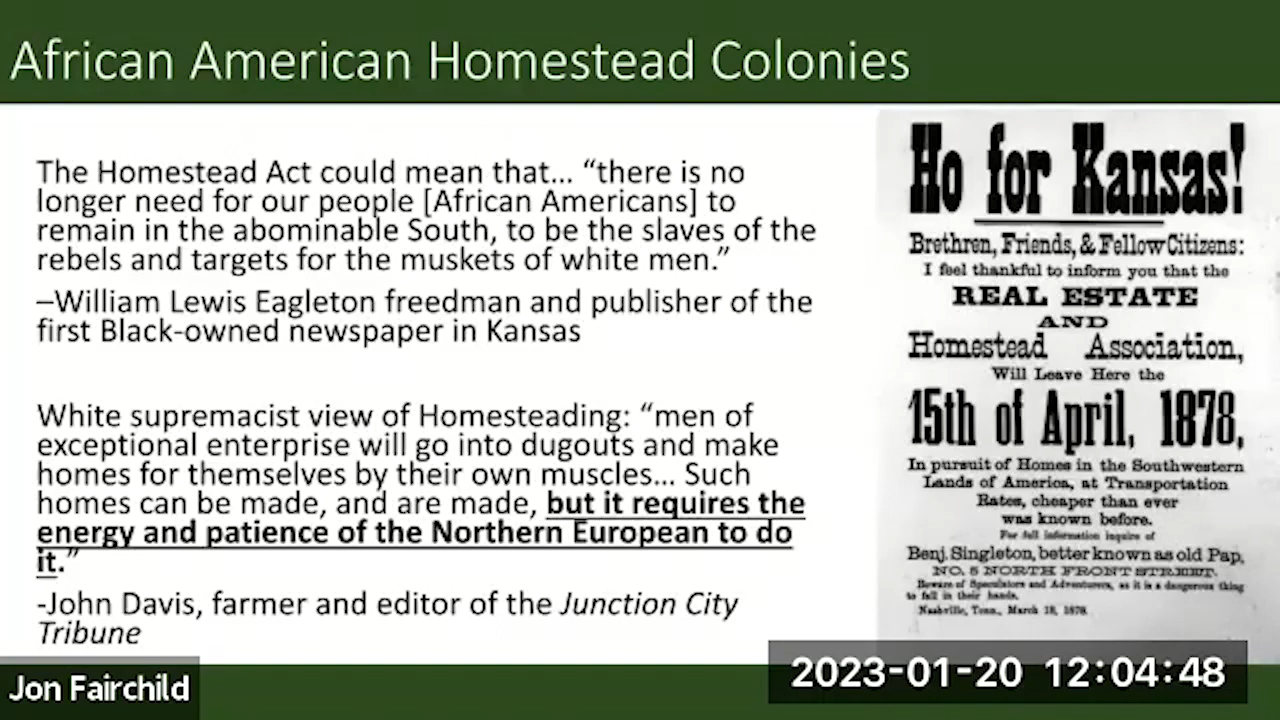 African American Homestead Colonies
The Homestead Act could mean that... “there is no
longer need for our people [African Americans] to
remain in the abominable South, to be the slaves of the
rebels and targets for the muskets of white men.”
–William Lewis Eagleton freedman and publisher of the
first Black-owned newspaper in Kansas
White supremacist view of Homesteading: “men of
exceptional enterprise will go into dugouts and make
homes for themselves by their own muscles... Such
homes can be made, and are made, but it requires the
energy and patience of the Northern European to do
it.”
-John Davis, farmer and editor of the Junction City
Tribune
Ho for Kansas!
Brethren, Friends, & Fellow Citizens:
I feel thankful to inform you that the
REAL ESTATE
AND
Homestead Association,
Will Leave Here the
15th of April, 1878,
In pursuit of Homes in the Southwestern
Lands of America, at Transportation
Rates, cheaper than ever
was known before.
For full information inquire of
Benj. Singleton, better known as old Pap,
NO. 5 NORTH FRONT STREET.
Beware of Speculators and Adventurers, as it is a dangerous thing
to fall in their hands.
Nashville, Tenn., March 18, 1878.
Jon Fairchild
2023-01-20 12:04:48